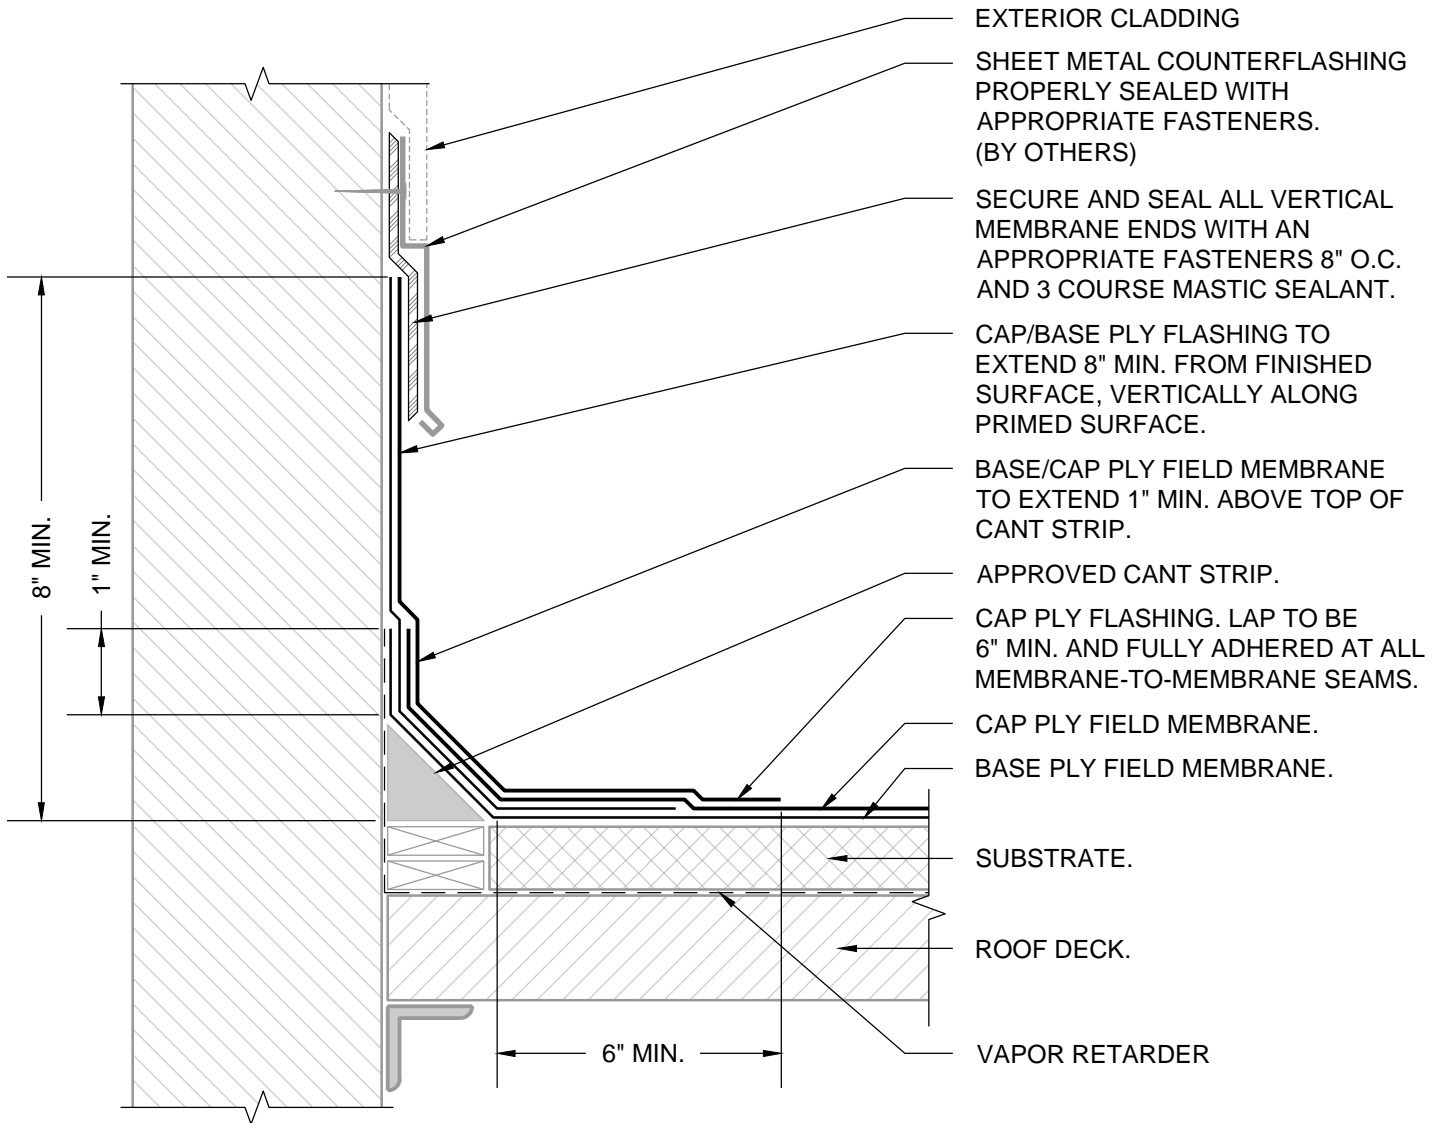 EXTERIOR CLADDING
SHEET METAL COUNTERFLASHING
PROPERLY SEALED WITH
APPROPRIATE FASTENERS.
(BY OTHERS)
SECURE AND SEAL ALL VERTICAL
MEMBRANE ENDS WITH AN
APPROPRIATE FASTENERS 8" O.C.
AND 3 COURSE MASTIC SEALANT.
CAP/BASE PLY FLASHING TO
EXTEND 8" MIN. FROM FINISHED
SURFACE, VERTICALLY ALONG
PRIMED SURFACE.
BASE/CAP PLY FIELD MEMBRANE
TO EXTEND 1" MIN. ABOVE TOP OF
CANT STRIP.
APPROVED CANT STRIP.
CAP PLY FLASHING. LAP TO BE
6" MIN. AND FULLY ADHERED AT ALL
MEMBRANE-TO-MEMBRANE SEAMS.
CAP PLY FIELD MEMBRANE.
BASE PLY FIELD MEMBRANE.
SUBSTRATE.
ROOF DECK.
VAPOR RETARDER
8" MIN.
1" MIN.
6" MIN.